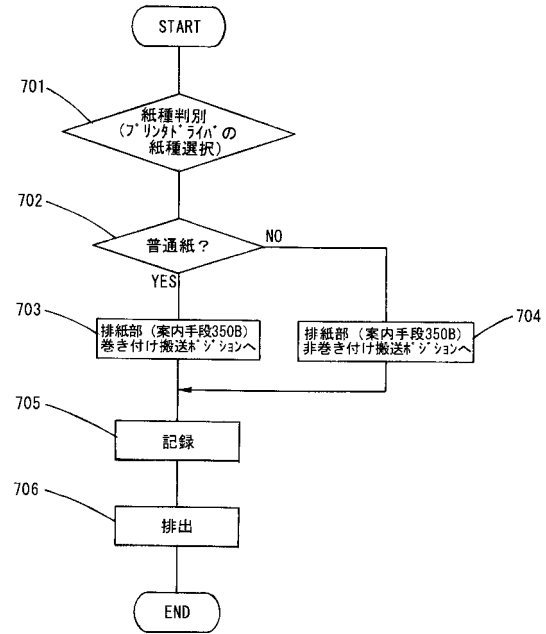 START
701
紙種判別
(ﾌﾟﾘﾝﾀﾄﾞﾗｲﾊﾞの
紙種選択)
702
普通紙?
NO
YES
703
排紙部 (案内手段350B)
巻き付け搬送ﾎﾟｼﾞｼｮﾝへ
排紙部 (案内手段350B)
非巻き付け搬送ﾎﾟｼﾞｼｮﾝへ
704
705
記録
706
排出
END